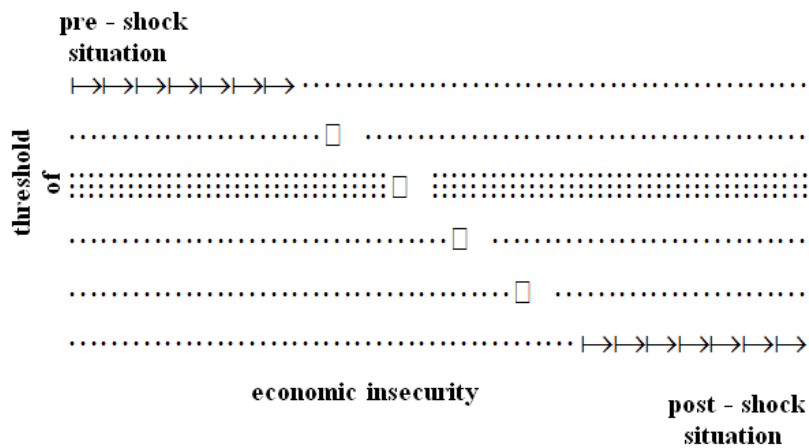 pre - shock
situation
threshold
of
economic insecurity
post - shock
situation